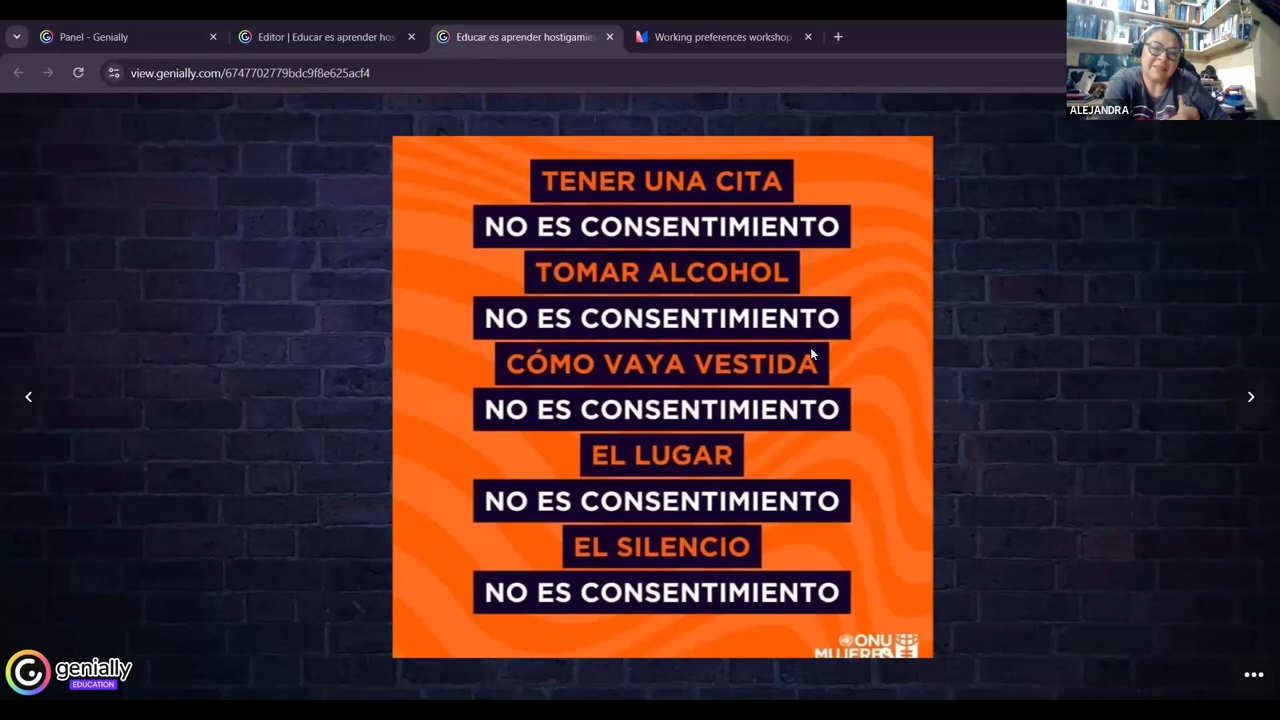 Panel - Genially
Editor | Educar es aprender hos
Educar es aprender hostigamie
Working preferences workshop
view.genially.com/6747702779bdc9f8e625acf4
ALEJANDRA
TENER UNA CITA
NO ES CONSENTIMIENTO
TOMAR ALCOHOL
NO ES CONSENTIMIENTO
CÓMO VAYA VESTIDA
NO ES CONSENTIMIENTO
EL LUGAR
NO ES CONSENTIMIENTO
EL SILENCIO
NO ES CONSENTIMIENTO
ONU
MUJERES
genially
EDUCATION